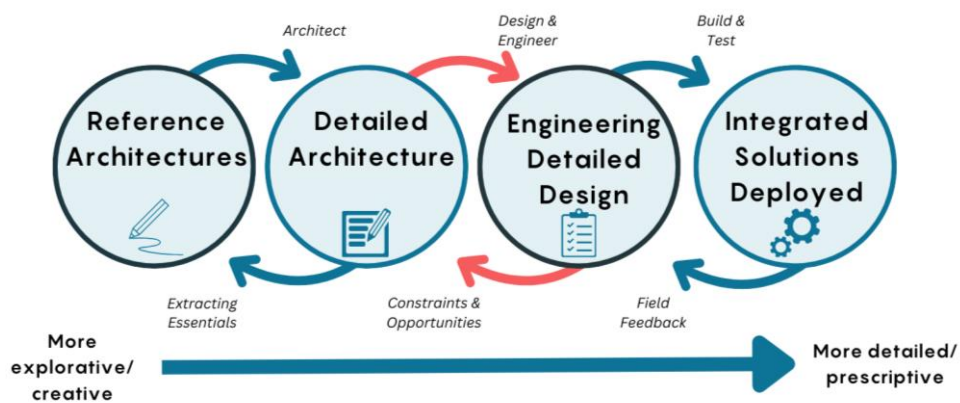 Architect
Design &
Engineer
Build &
Test
Reference
Architectures
Detailed
Architecture
Engineering
Detailed
Design
Integrated
Solutions
Deployed
Extracting
Essentials
Constraints &
Opportunities
Field
Feedback
More
explorative/
creative
More detailed/
prescriptive